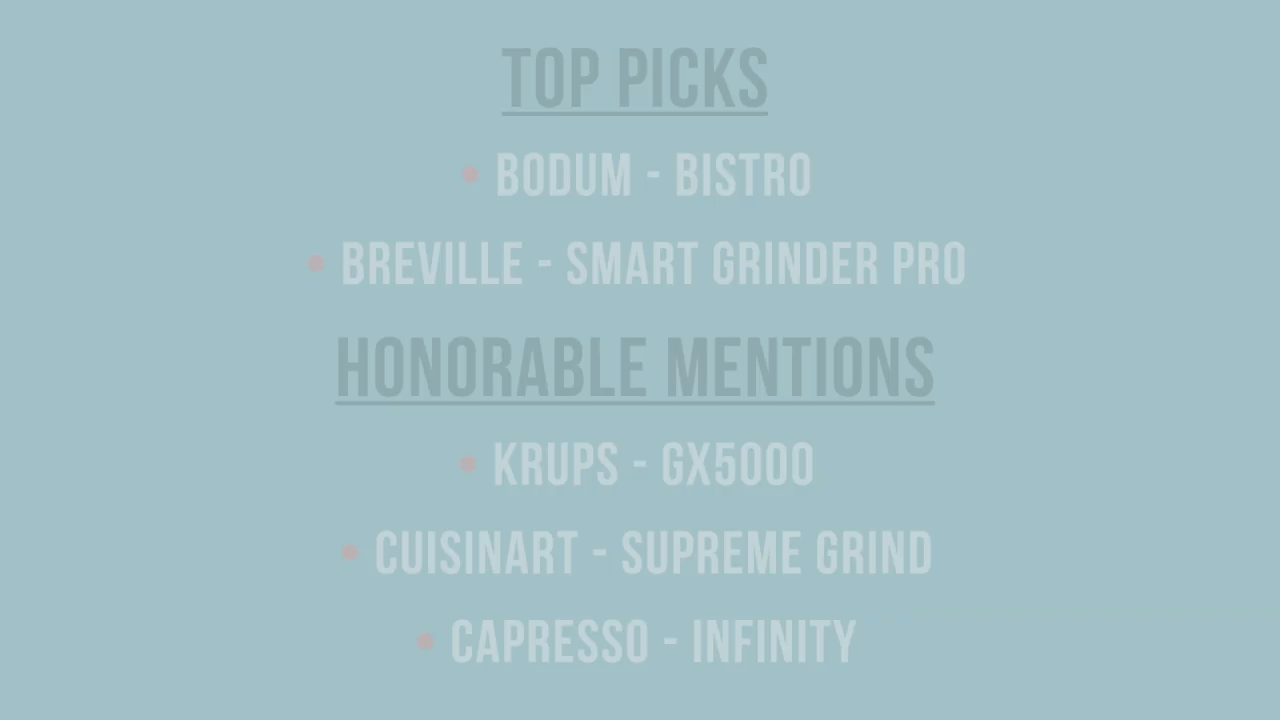 TOP PICKS
• BODUM - BISTRO
• BREVILLE - SMART GRINDER PRO
HONORABLE MENTIONS
• KRUPS - GX5000
• CUISINART - SUPREME GRIND
• CAPRESSO - INFINITY